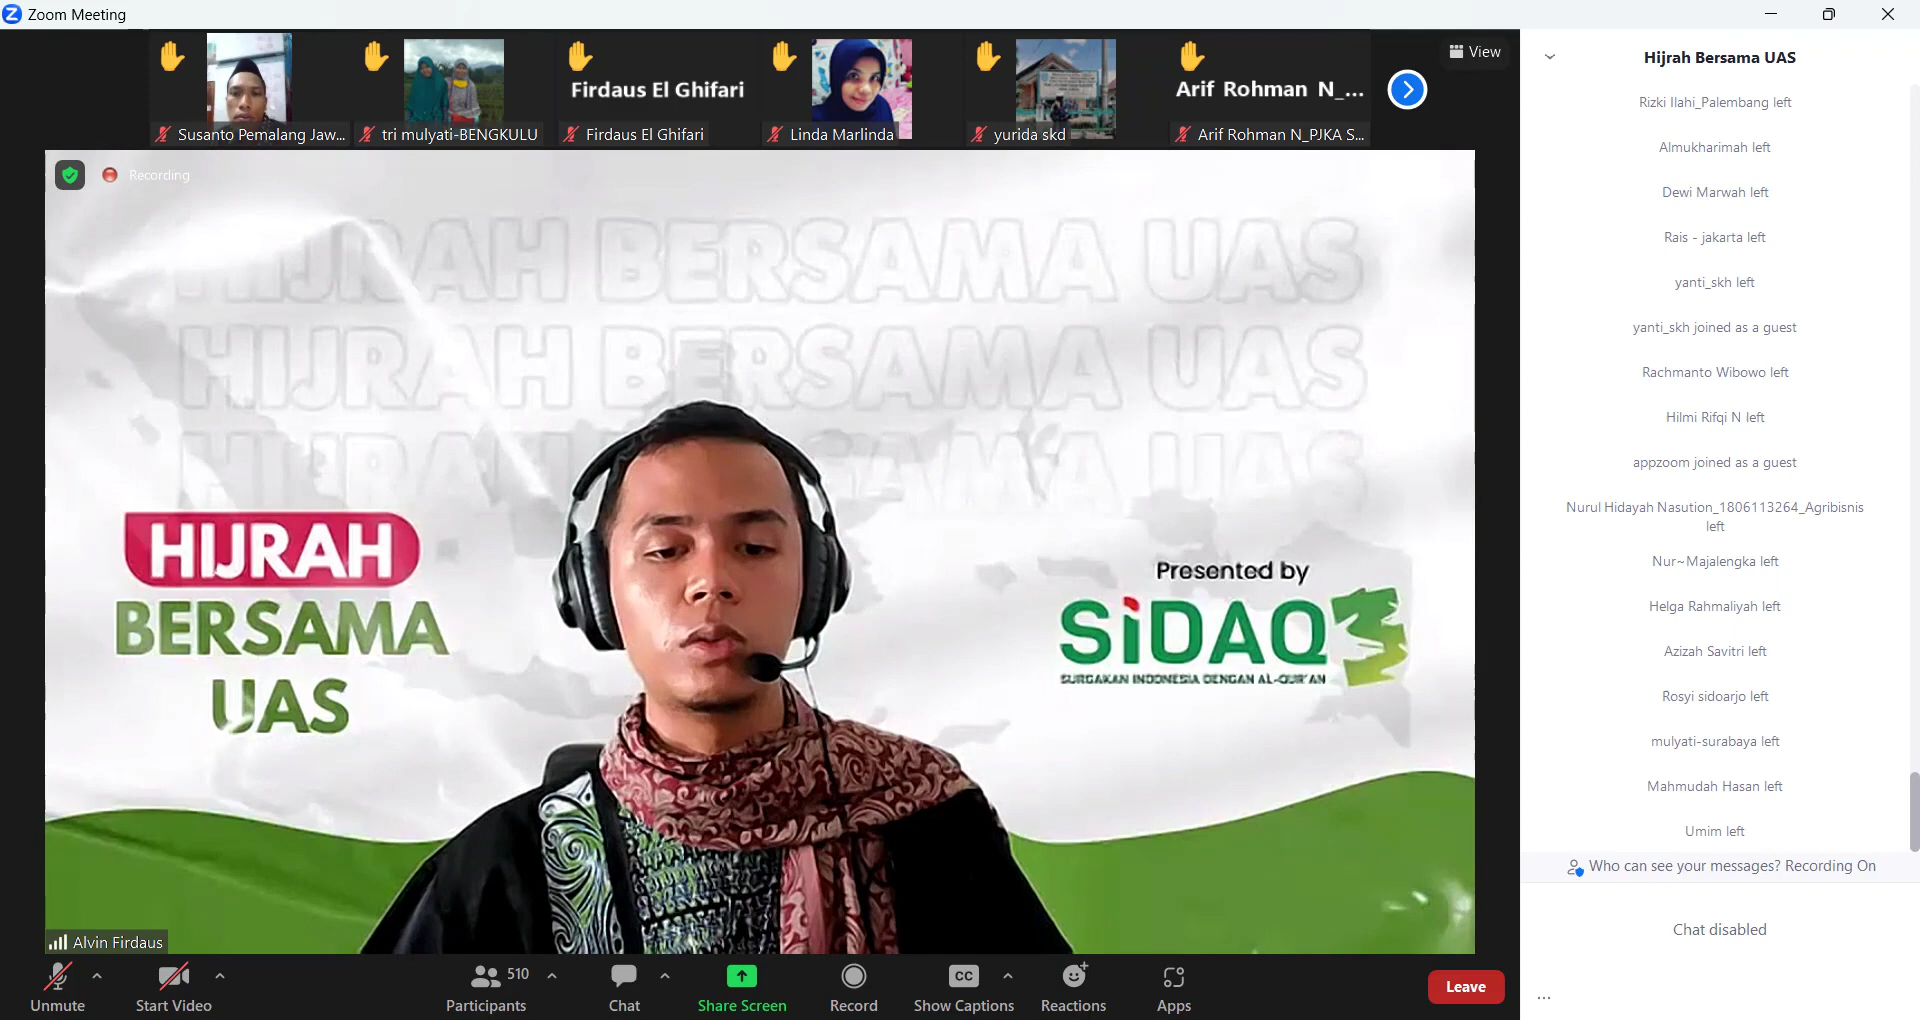 Zoom Meeting
View
Susanto Pemalang Jaw...
tri mulyati-BENGKULU
Firdaus El Ghifari
Firdaus El Ghifari
Linda Marlinda
yurida skd
Arif Rohman N_...
Arif Rohman N_PJKA S...
Recording
HIJRAH BERSAMA UAS
HIJRAH BERSAMA UAS
HIJRAH BERSAMA UAS
HIJRAH
BERSAMA
UAS
Presented by
SiDAQ3
SURGAKAN INDONESIA DENGAN AL-QUR'AN
Alvin Firdaus
Unmute
Start Video
510
Participants
Chat
Share Screen
Record
CC
Show Captions
Reactions
Apps
Leave
Hijrah Bersama UAS
Rizki Ilahi_Palembang left
Almukharimah left
Dewi Marwah left
Rais - jakarta left
yanti_skh left
yanti_skh joined as a guest
Rachmanto Wibowo left
Hilmi Rifqi N left
appzoom joined as a guest
Nurul Hidayah Nasution_1806113264_Agribisnis
left
Nur~Majalengka left
Helga Rahmaliyah left
Azizah Savitri left
Rosyi sidoarjo left
mulyati-surabaya left
Mahmudah Hasan left
Umim left
Who can see your messages? Recording On
Chat disabled
...